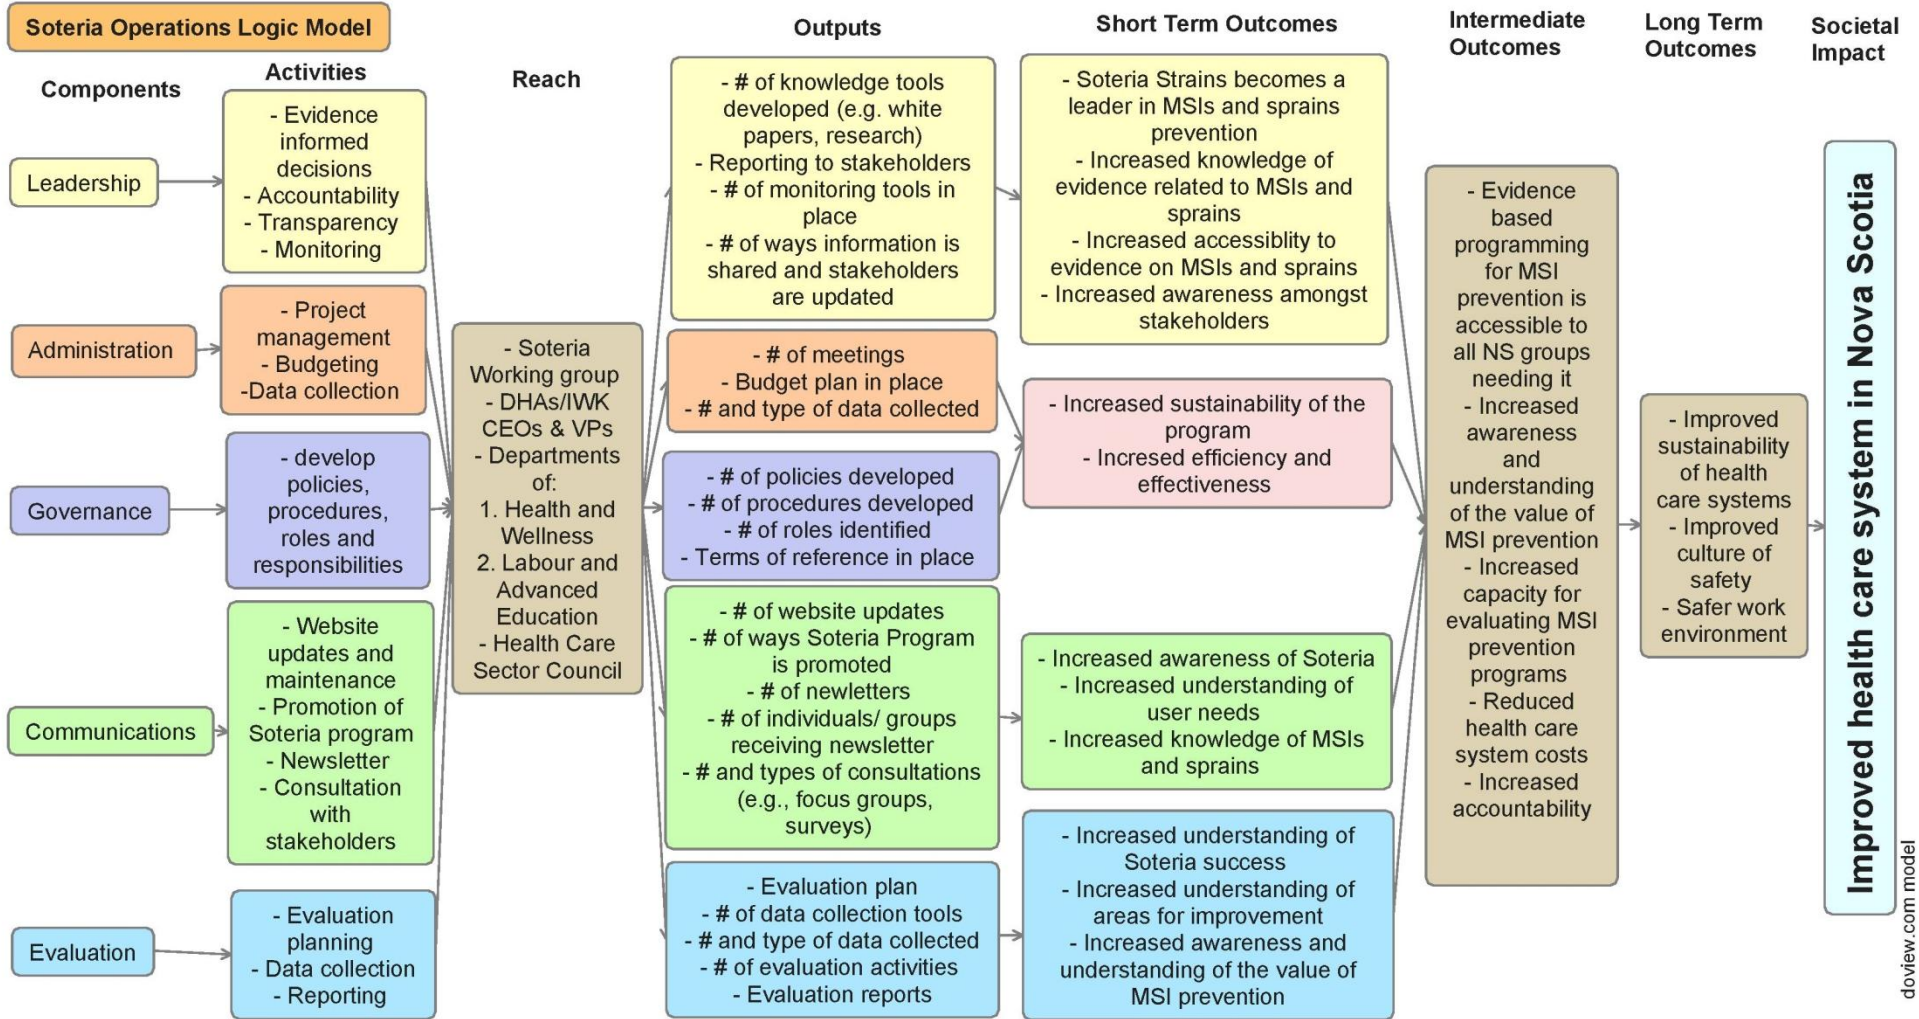 Soteria Operations Logic Model
Components
Activities
Reach
Outputs
Short Term Outcomes
Intermediate
Outcomes
Long Term
Outcomes
Societal
Impact
Leadership
- Evidence
informed
decisions
- Accountability
- Transparency
- Monitoring
Administration
- Project
management
- Budgeting
-Data collection
Governance
- develop
policies,
procedures,
roles and
responsibilities
Communications
- Website
updates and
maintenance
- Promotion of
Soteria program
- Newsletter
- Consultation
with
stakeholders
Evaluation
- Evaluation
planning
- Data collection
- Reporting
- Soteria
Working group
- DHAs/IWK
CEOs & VPs
- Departments
of:
1. Health and
Wellness
2. Labour and
Advanced
Education
- Health Care
Sector Council
- # of knowledge tools
developed (e.g. white
papers, research)
- Reporting to stakeholders
- # of monitoring tools in
place
- # of ways information is
shared and stakeholders
are updated
- # of meetings
- Budget plan in place
- # and type of data collected
- # of policies developed
- # of procedures developed
- # of roles identified
- Terms of reference in place
- # of website updates
- # of ways Soteria Program
is promoted
- # of newletters
- # of individuals/ groups
receiving newsletter
- # and types of consultations
(e.g., focus groups,
surveys)
- Evaluation plan
- # of data collection tools
- # and type of data collected
- # of evaluation activities
- Evaluation reports
- Soteria Strains becomes a
leader in MSIs and sprains
prevention
- Increased knowledge of
evidence related to MSIs and
sprains
- Increased accessiblity to
evidence on MSIs and sprains
- Increased awareness amongst
stakeholders
- Increased sustainability of the
program
- Incresed efficiency and
effectiveness
- Increased awareness of Soteria
- Increased understanding of
user needs
- Increased knowledge of MSIs
and sprains
- Increased understanding of
Soteria success
- Increased understanding of
areas for improvement
- Increased awareness and
understanding of the value of
MSI prevention
- Evidence
based
programming
for MSI
prevention is
accessible to
all NS groups
needing it
- Increased
awareness
and
understanding
of the value of
MSI prevention
- Increased
capacity for
evaluating MSI
prevention
programs
- Reduced
health care
system costs
- Increased
accountability
- Improved
sustainability
of health
care systems
- Improved
culture of
safety
- Safer work
environment
Improved health care system in Nova Scotia
doview.com model